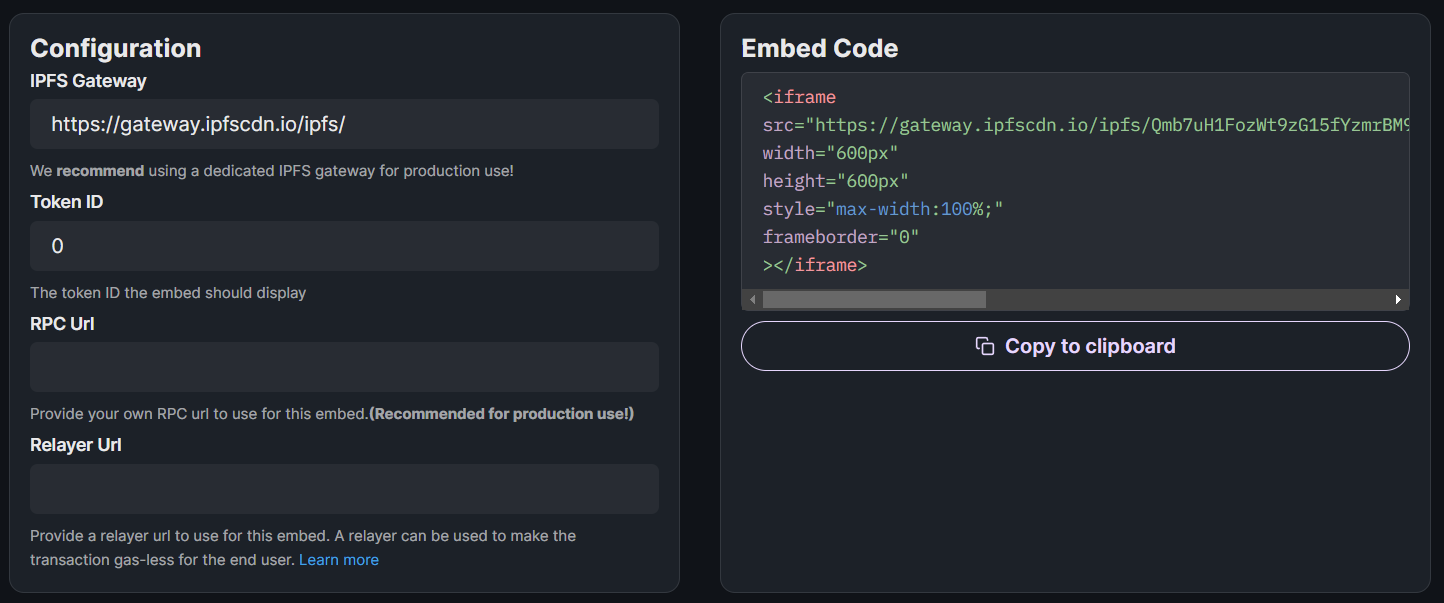 Configuration
IPFS Gateway
https://gateway.ipfscdn.io/ipfs/
We recommend using a dedicated IPFS gateway for production use!
Token ID
0
The token ID the embed should display
RPC Url
Provide your own RPC url to use for this embed.(Recommended for production use!)
Relayer Url
Provide a relayer url to use for this embed. A relayer can be used to make the
transaction gas-less for the end user. Learn more
Embed Code
<iframe
src="https://gateway.ipfscdn.io/ipfs/Qmb7uH1FozWt9zG15fYzmrBM9
width="600px"
height="600px"
style="max-width:100%;"
frameborder="0"
></iframe>
Copy to clipboard